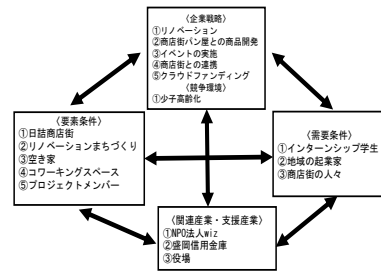 〈企業戦略〉
①リノベーション
②商店街パン屋との商品開発
③イベントの実施
④商店街との連携
⑤クラウドファンディング
〈競争環境〉
①少子高齢化
〈要素条件〉
①日詰商店街
②リノベーションまちづくり
③空き家
④コワーキングスペース
⑤プロジェクトメンバー
〈需要条件〉
①インターンシップ学生
②地域の起業家
③商店街の人々
〈関連産業・支援産業〉
①NPO法人wiz
②盛岡信用金庫
③役場